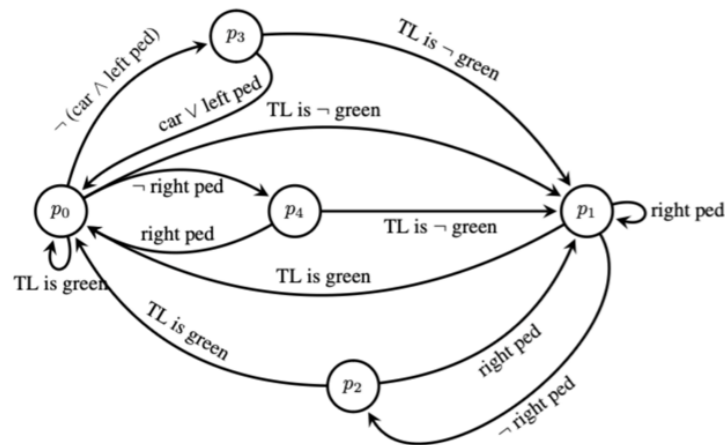 p₃
TL is ¬ green
¬ (car ∧ left ped)
car ∨ left ped
TL is ¬ green
¬ right ped
p₀
p₄
p₁
right ped
right ped
TL is ¬ green
TL is green
TL is green
TL is green
right ped
p₂
¬ right ped